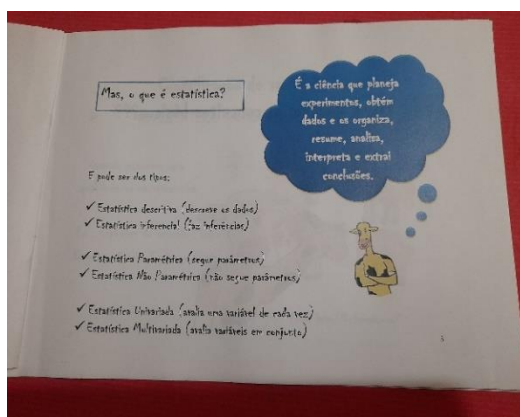 Mas, o que é estatística?
É a ciência que planeja
experimentos, obtém
dados e os organiza,
resume, analisa,
interpreta e extrai
conclusões.
E pode ser dos tipos:
✓ Estatística descritiva (descreve os dados)
✓ Estatística inferencial (faz inferências)
✓ Estatística Paramétrica (segue parâmetros)
✓ Estatística Não Paramétrica (não segue parâmetros)
✓ Estatística Univariada (avalia uma variável de cada vez)
✓ Estatística Multivariada (avalia variáveis em conjunto)